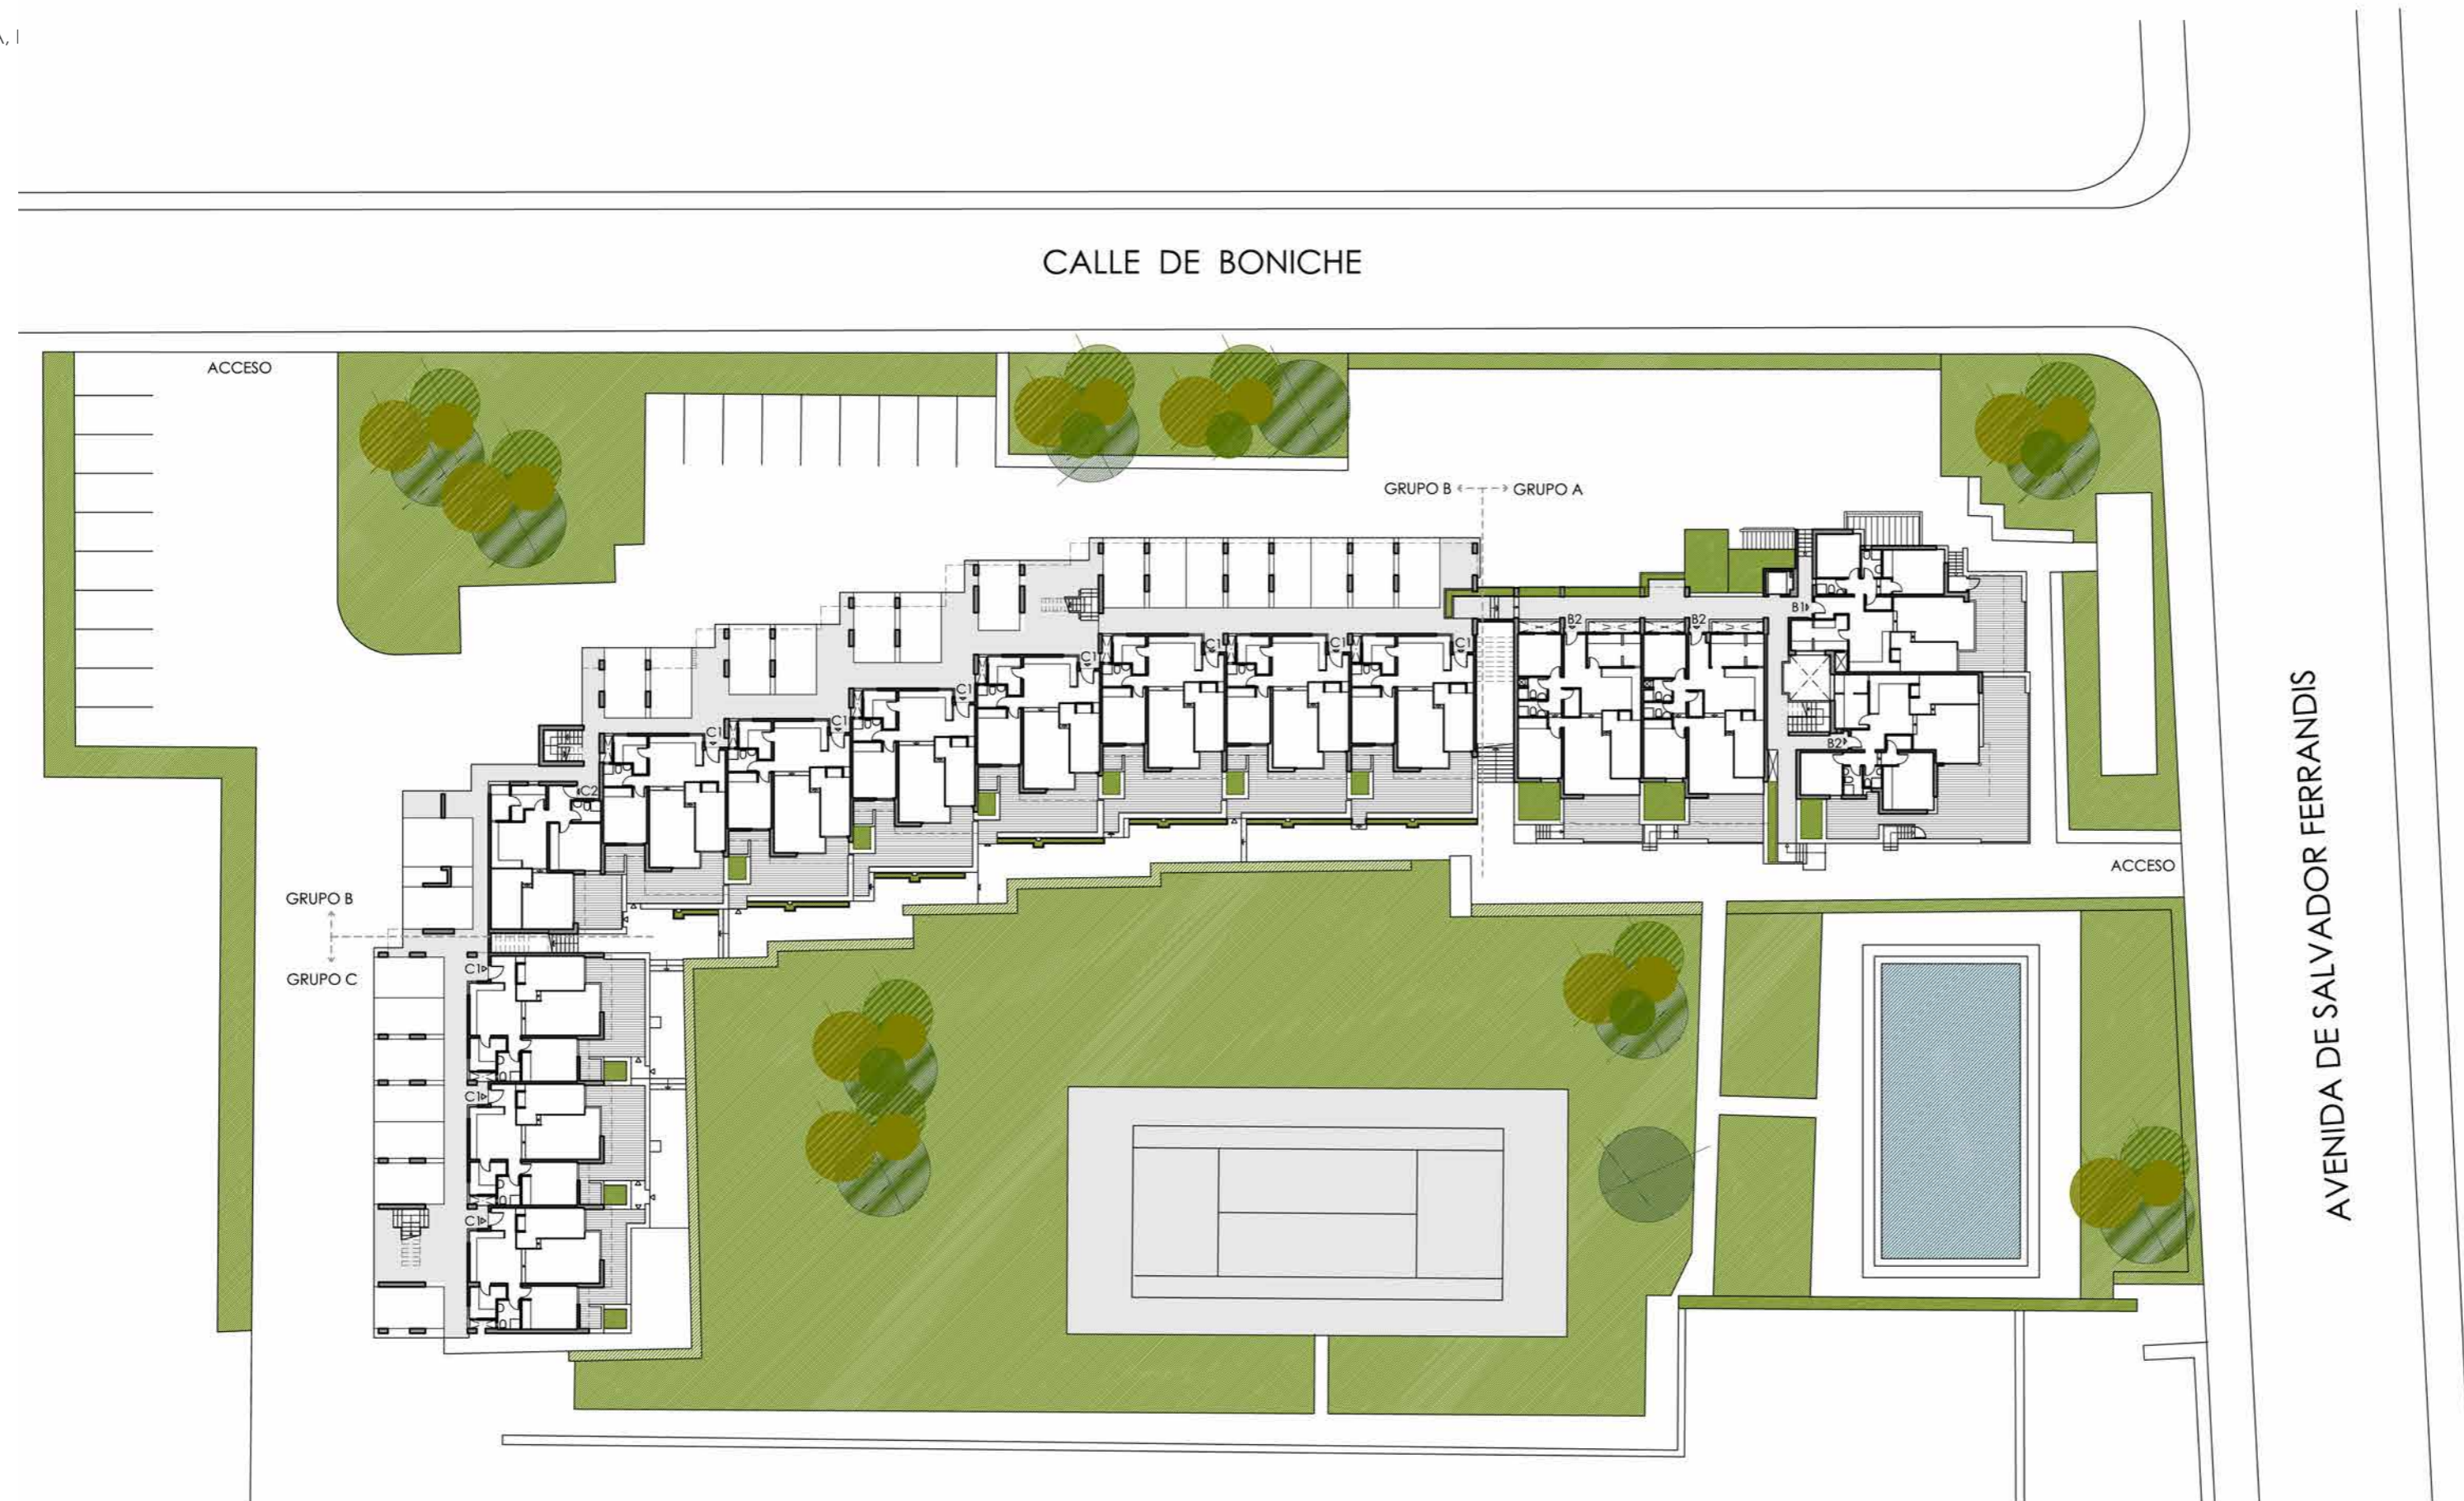 A, I
CALLE DE BONICHE
ACCESO
GRUPO B
GRUPO A
B1
B2
B2
C1
C1
C1
C1
C1
C1
C1
B2
C2
ACCESO
GRUPO B
GRUPO C
C1
C1
C1
AVENIDA DE SALVADOR FERRANDIS